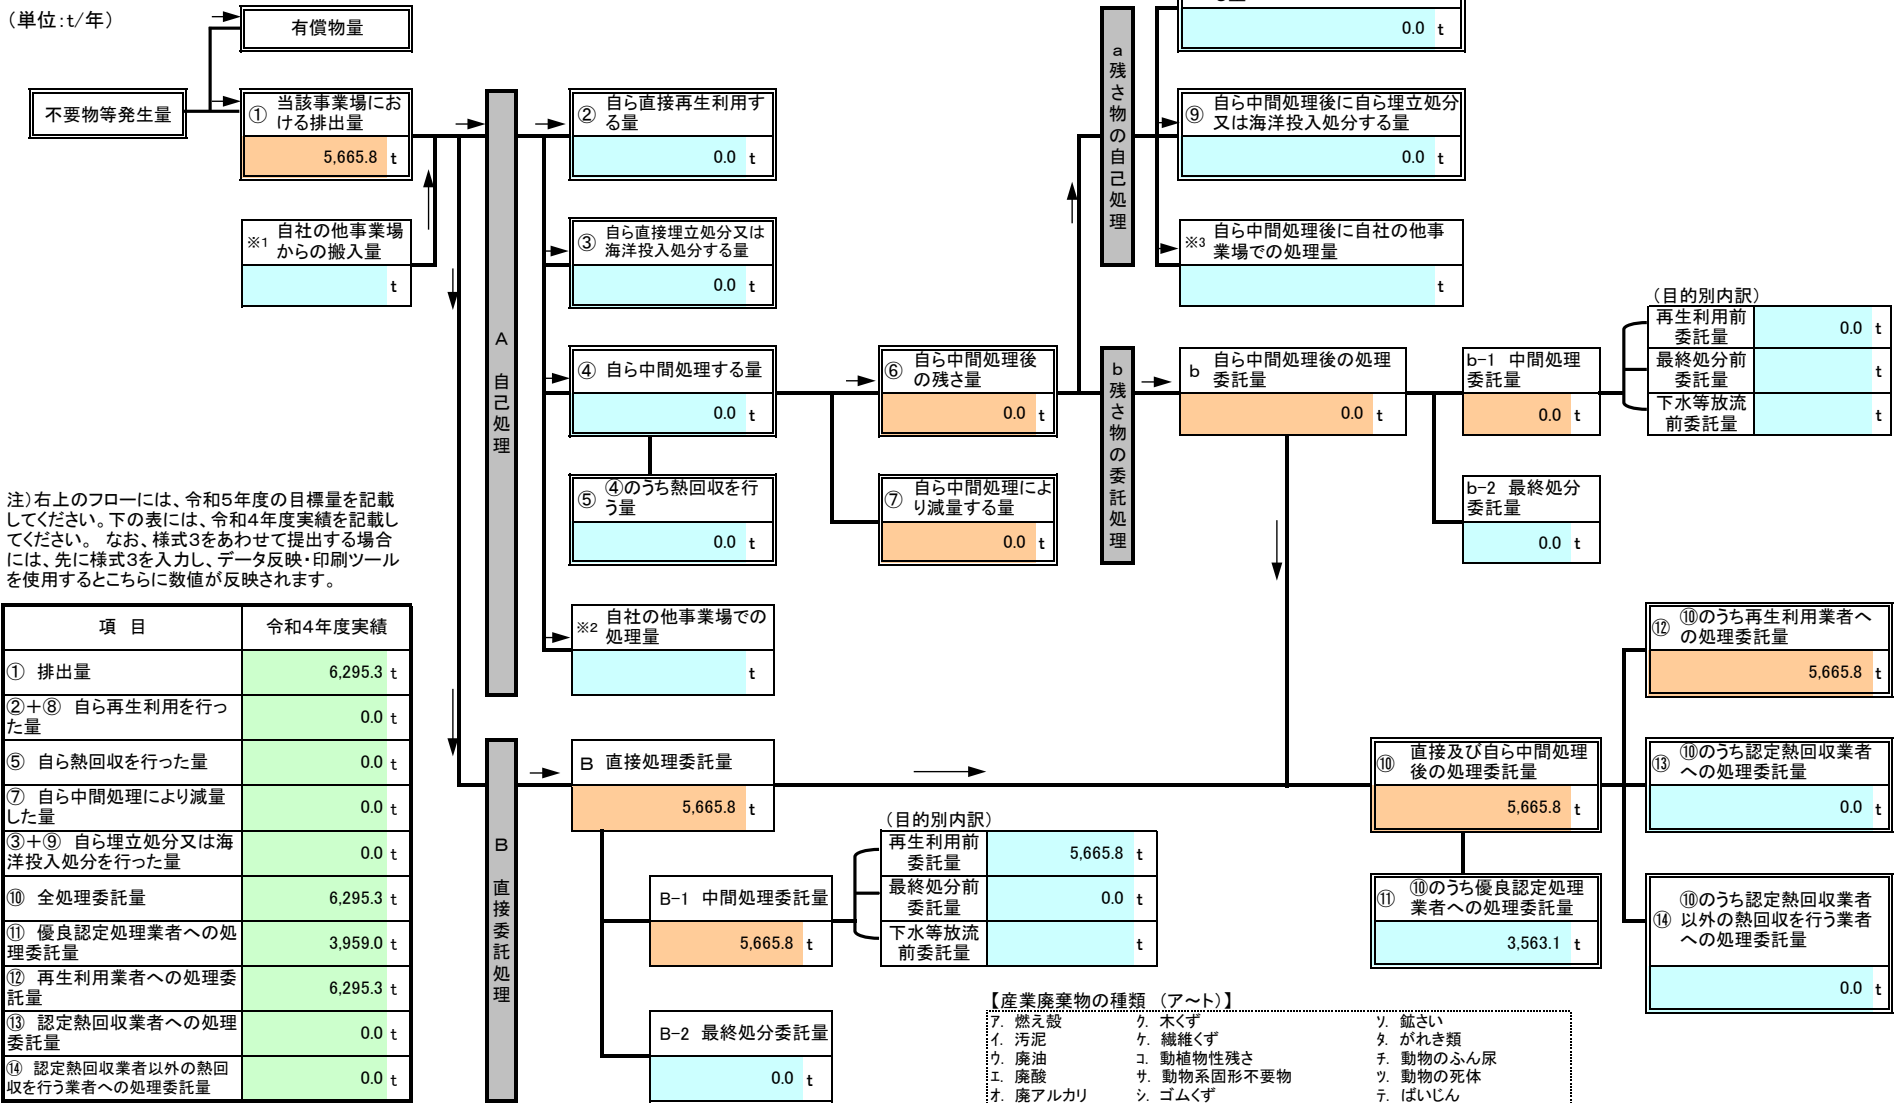 （単位:t/年）
有償物量
0.0 t
不要物等発生量
① 当該事業場にお
ける排出量
5,665.8 t
※1 自社の他事業場
からの搬入量
t
A 自己処理
② 自ら直接再生利用す
る量
0.0 t
③ 自ら直接埋立処分又は
海洋投入処分する量
0.0 t
④ 自ら中間処理する量
0.0 t
⑤ ④のうち熱回収を行
う量
0.0 t
※2 自社の他事業場での
処理量
t
⑥ 自ら中間処理後
の残さ量
0.0 t
⑦ 自ら中間処理によ
り減量する量
0.0 t
a 残さ物の自己処理
⑨ 自ら中間処理後に自ら埋立処分
又は海洋投入処分する量
0.0 t
※3 自ら中間処理後に自社の他事
業場での処理量
t
b 残さ物の委託処理
b 自ら中間処理後の処理
委託量
0.0 t
b-1 中間処理
委託量
0.0 t
（目的別内訳）
再生利用前
委託量
0.0 t
最終処分前
委託量
t
下水等放流
前委託量
t
b-2 最終処分
委託量
0.0 t
注）右上のフローには、令和5年度の目標量を記載
してください。下の表には、令和4年度実績を記載し
てください。 なお、様式3をあわせて提出する場合
には、先に様式3を入力し、データ反映・印刷ツール
を使用するとこちらに数値が反映されます。
項 目 令和4年度実績
① 排出量 6,295.3 t
②＋⑧ 自ら再生利用を行っ
た量
0.0 t
⑤ 自ら熱回収を行った量 0.0 t
⑦ 自ら中間処理により減量
した量
0.0 t
③＋⑨ 自ら埋立処分又は海
洋投入処分を行った量
0.0 t
⑩ 全処理委託量 6,295.3 t
⑪ 優良認定処理業者への処
理委託量
3,959.0 t
⑫ 再生利用業者への処理委
託量
6,295.3 t
⑬ 認定熱回収業者への処理
委託量
0.0 t
⑭ 認定熱回収業者以外の熱回
収を行う業者への処理委託量
0.0 t
B 直接委託処理
B 直接処理委託量
5,665.8 t
B-1 中間処理委託量
5,665.8 t
（目的別内訳）
再生利用前
委託量
5,665.8 t
最終処分前
委託量
0.0 t
下水等放流
前委託量
t
B-2 最終処分委託量
0.0 t
⑩ 直接及び自ら中間処理
後の処理委託量
5,665.8 t
⑪ ⑩のうち優良認定処理
業者への処理委託量
3,563.1 t
⑫ ⑩のうち再生利用業者へ
の処理委託量
5,665.8 t
⑬ ⑩のうち認定熱回収業者
への処理委託量
0.0 t
⑭ ⑩のうち認定熱回収業者
以外の熱回収を行う業者
への処理委託量
0.0 t
【産業廃棄物の種類 （ア～ト）】
ア. 燃え殻 ク. 木くず ソ. 鉱さい
イ. 汚泥 ケ. 繊維くず タ. がれき類
ウ. 廃油 コ. 動植物性残さ チ. 動物のふん尿
エ. 廃酸 サ. 動物系固形不要物 ツ. 動物の死体
オ. 廃アルカリ シ. ゴムくず テ. ばいじん